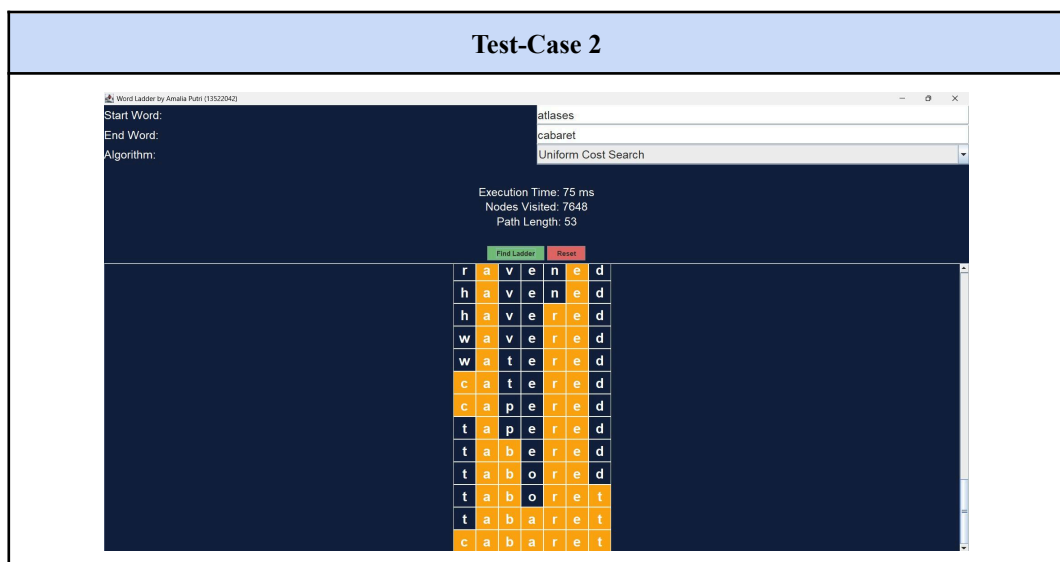 Test-Case 2
Word Ladder by Amalia Putri (13522042)
Start Word: atlases
End Word: cabaret
Algorithm: Uniform Cost Search
Execution Time: 75 ms
Nodes Visited: 7648
Path Length: 53
Find Ladder Reset
r a v e n e d
h a v e n e d
h a v e r e d
w a v e r e d
w a t e r e d
c a t e r e d
c a p e r e d
t a p e r e d
t a b e r e d
t a b o r e d
t a b o r e t
t a b a r e t
c a b a r e t